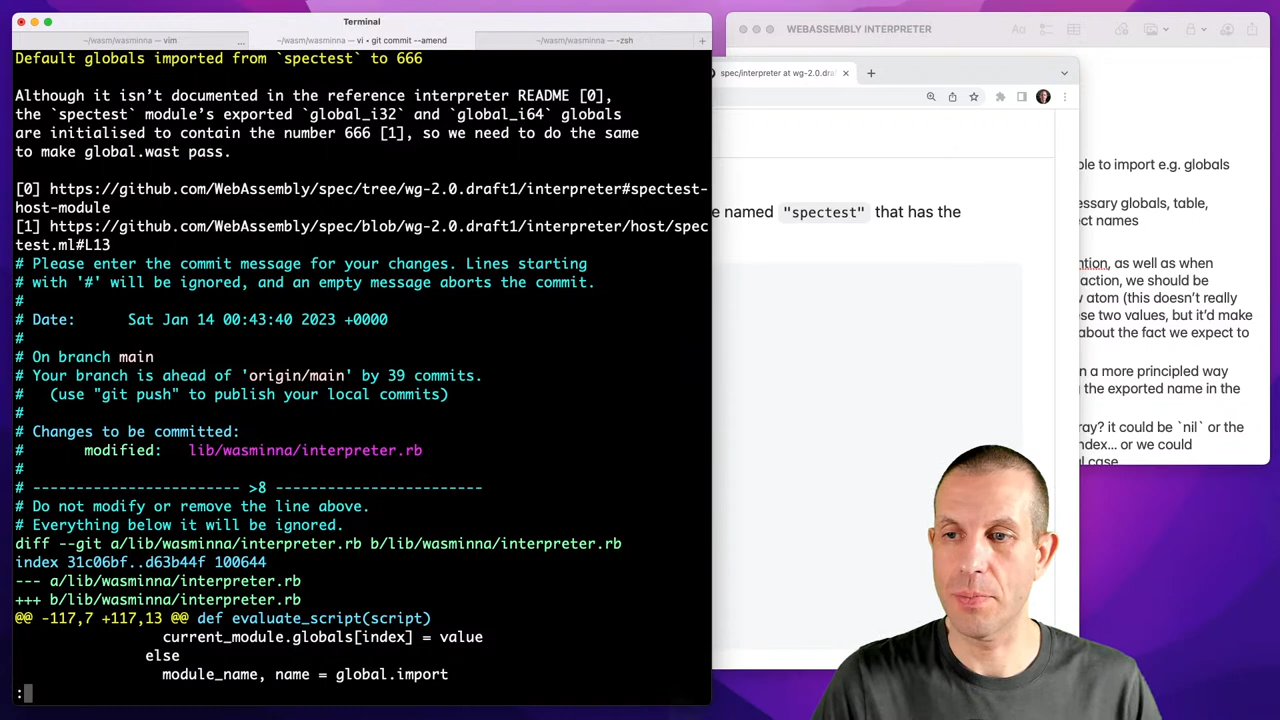 Terminal
~/wasm/wasminna — vim
...
~/wasm/wasminna — vi • git commit --amend
~/wasm/wasminna — -zsh
Default globals imported from `spectest` to 666
Although it isn’t documented in the reference interpreter README [0],
the `spectest` module’s exported `global_i32` and `global_i64` globals
are initialised to contain the number 666 [1], so we need to do the same
to make global.wast pass.
[0] https://github.com/WebAssembly/spec/tree/wg-2.0.draft1/interpreter#spectest-
host-module
[1] https://github.com/WebAssembly/spec/blob/wg-2.0.draft1/interpreter/host/spec
test.ml#L13
# Please enter the commit message for your changes. Lines starting
# with '#' will be ignored, and an empty message aborts the commit.
#
# Date:      Sat Jan 14 00:43:40 2023 +0000
#
# On branch main
# Your branch is ahead of 'origin/main' by 39 commits.
#   (use "git push" to publish your local commits)
#
# Changes to be committed:
#       modified:   lib/wasminna/interpreter.rb
#
# ------------------------ >8 ------------------------
# Do not modify or remove the line above.
# Everything below it will be ignored.
diff --git a/lib/wasminna/interpreter.rb b/lib/wasminna/interpreter.rb
index 31c06bf..d63b44f 100644
--- a/lib/wasminna/interpreter.rb
+++ b/lib/wasminna/interpreter.rb
@@ -117,7 +117,13 @@ def evaluate_script(script)
current_module.globals[index] = value
else
module_name, name = global.import
:
WEBASSEMBLY INTERPRETER
Aa
spec/interpreter at wg-2.0.dra
e named "spectest" that has the
ple to import e.g. globals
essary globals, table,
ect names
ention, as well as when
action, we should be
w atom (this doesn’t really
ese two values, but it’d make
about the fact we expect to
n a more principled way
g the exported name in the
ray? it could be `nil` or the
ndex... or we could
al case